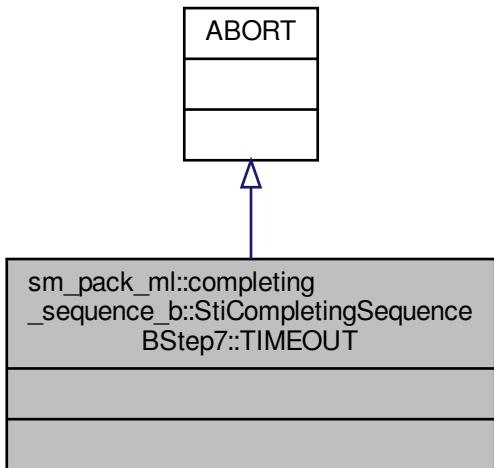 ABORT
sm_pack_ml::completing
_sequence_b::StiCompletingSequence
BStep7::TIMEOUT